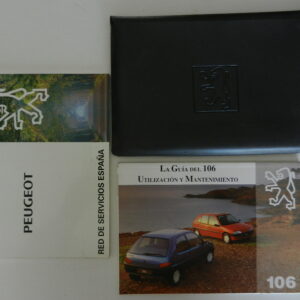 PEUGEOT
RED DE SERVICIOS ESPAÑA
LA GUÍA DEL 106
UTILIZACIÓN Y MANTENIMIENTO
106